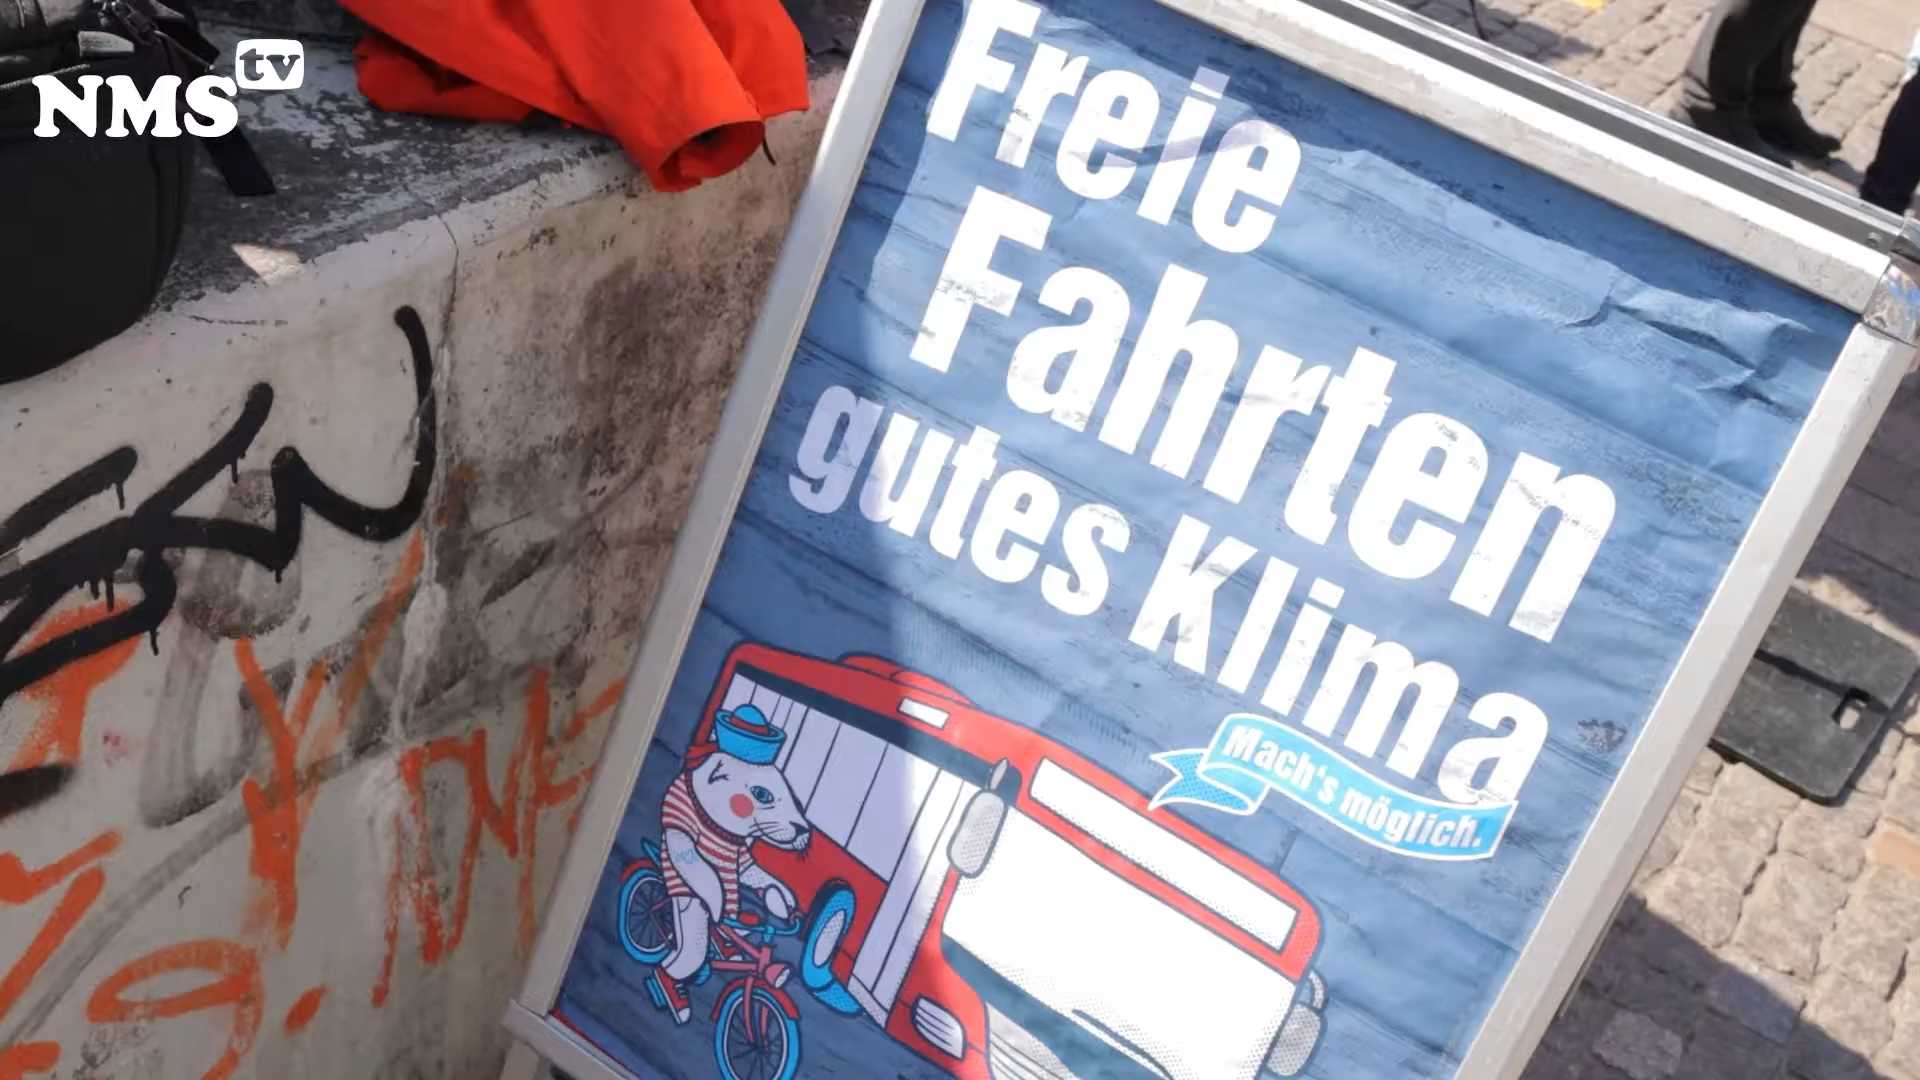 NMS tv
Freie
Fahrten
gutes Klima
Mach's möglich.